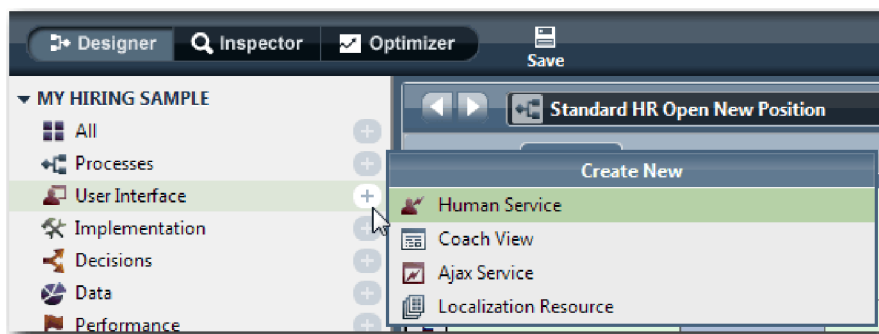 Designer Inspector Optimizer
Save
MY HIRING SAMPLE
All
Processes
User Interface
Implementation
Decisions
Data
Performance
Standard HR Open New Position
Create New
Human Service
Coach View
Ajax Service
Localization Resource